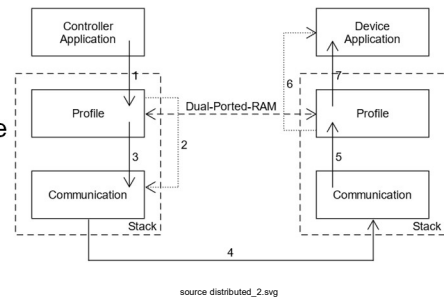 Controller
Application
Device
Application
1
6
7
Profile
Dual-Ported-RAM
Profile
e
3
2
5
Communication
Communication
Stack
Stack
4
source distributed_2.svg